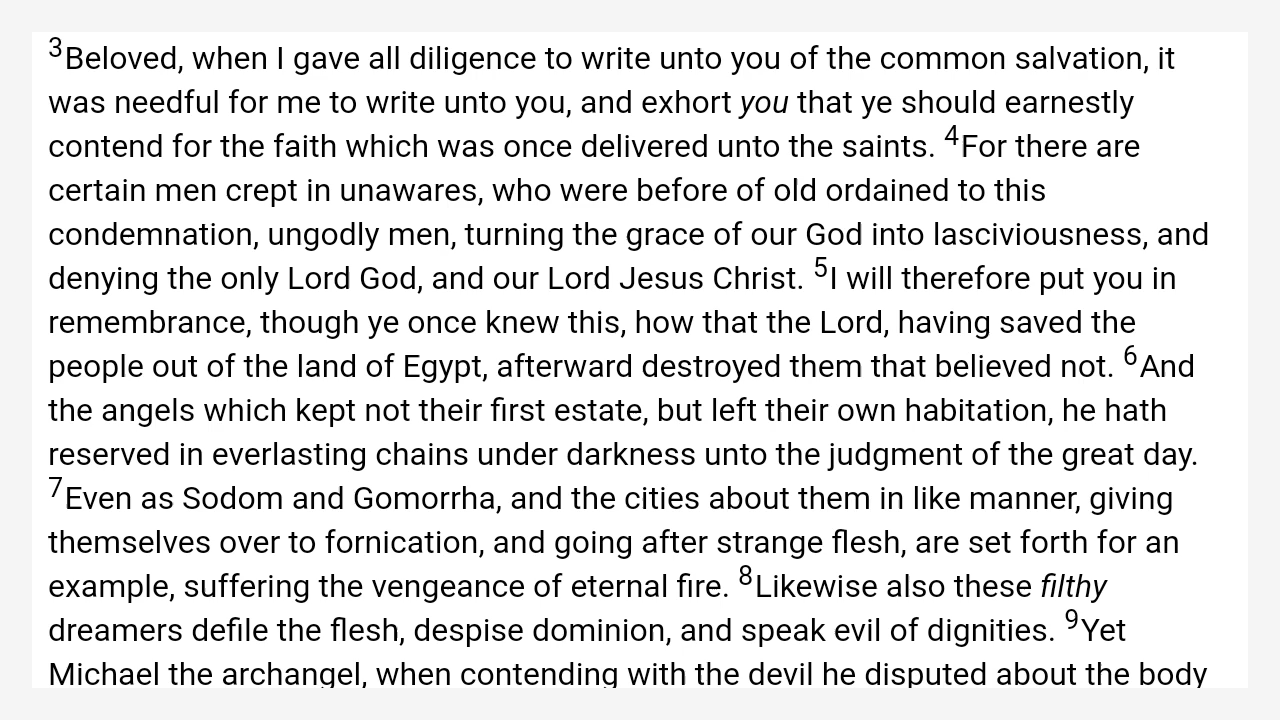 3Beloved, when I gave all diligence to write unto you of the common salvation, it
was needful for me to write unto you, and exhort you that ye should earnestly
contend for the faith which was once delivered unto the saints. 4For there are
certain men crept in unawares, who were before of old ordained to this
condemnation, ungodly men, turning the grace of our God into lasciviousness, and
denying the only Lord God, and our Lord Jesus Christ. 5I will therefore put you in
remembrance, though ye once knew this, how that the Lord, having saved the
people out of the land of Egypt, afterward destroyed them that believed not. 6And
the angels which kept not their first estate, but left their own habitation, he hath
reserved in everlasting chains under darkness unto the judgment of the great day.
7Even as Sodom and Gomorrha, and the cities about them in like manner, giving
themselves over to fornication, and going after strange flesh, are set forth for an
example, suffering the vengeance of eternal fire. 8Likewise also these filthy
dreamers defile the flesh, despise dominion, and speak evil of dignities. 9Yet
Michael the archangel, when contending with the devil he disputed about the body